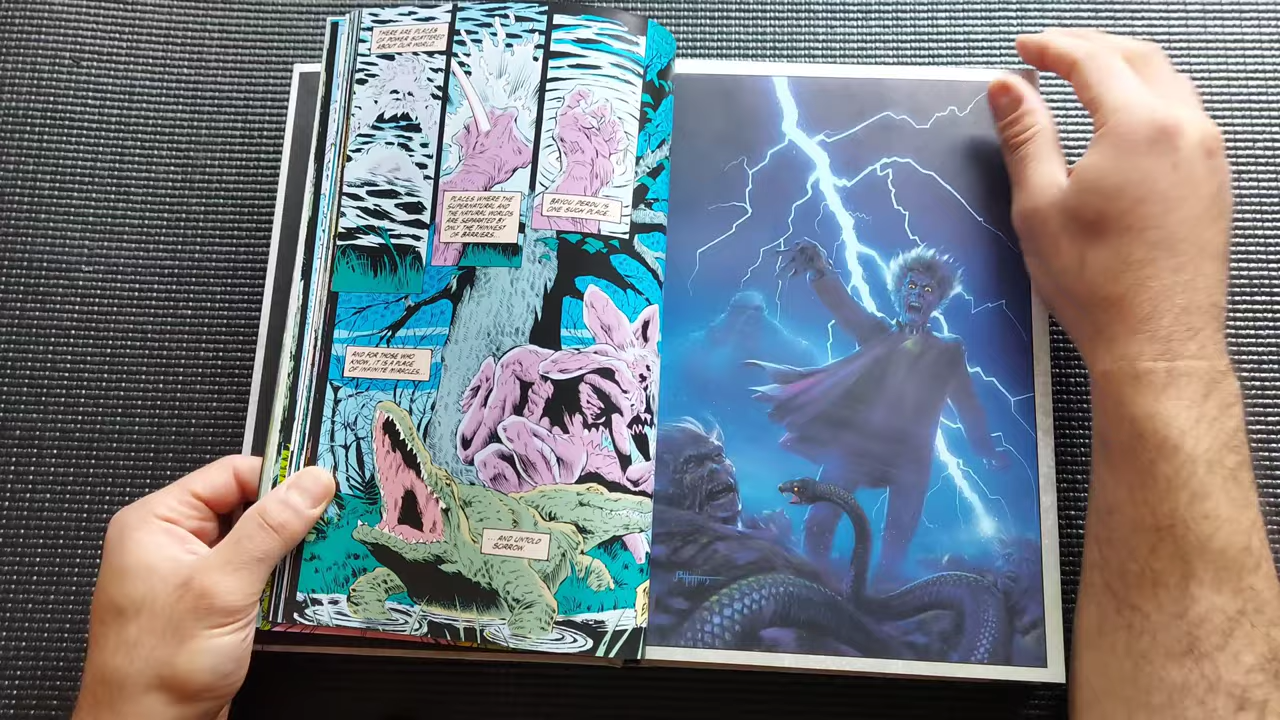 THERE ARE PLACES
OF POWER SCATTERED
ABOUT OUR WORLD.
PLACES WHERE THE
SUPERNATURAL AND
THE NATURAL WORLDS
ARE SEPARATED BY
ONLY THE THINNEST
OF BARRIERS...
BAYOU PERDU IS
ONE SUCH PLACE...
AND FOR THOSE WHO
KNOW, IT IS A PLACE
OF INFINITE MIRACLES...
...AND UNTOLD
SORROW.